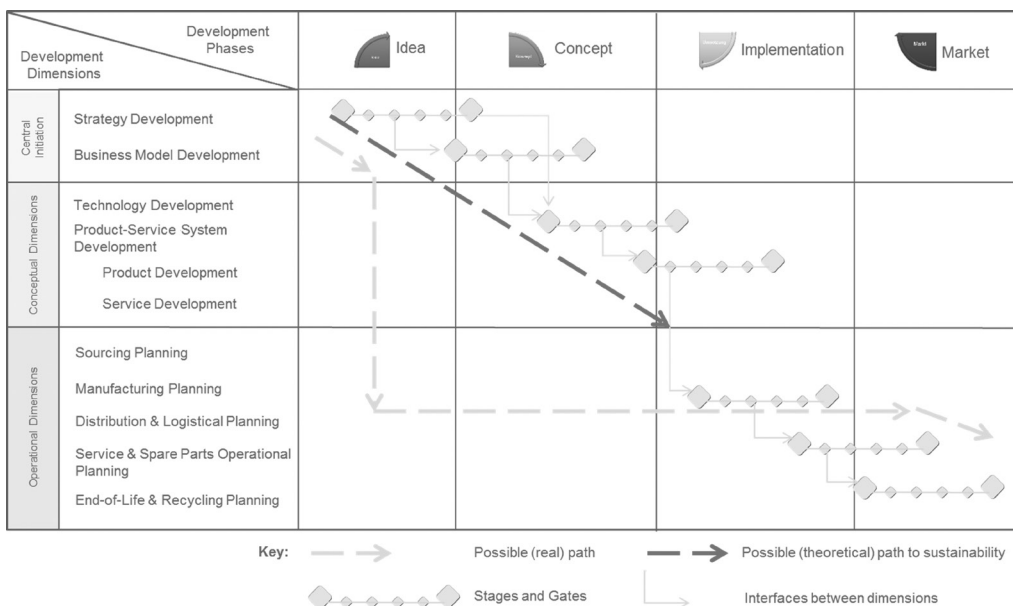 Development
Phases
Development
Dimensions
Idea
Concept
Implementation
Market
Markt
Central
Initiation
Strategy Development
Business Model Development
Conceptual Dimensions
Technology Development
Product-Service System
Development
Product Development
Service Development
Operational Dimensions
Sourcing Planning
Manufacturing Planning
Distribution & Logistical Planning
Service & Spare Parts Operational
Planning
End-of-Life & Recycling Planning
Key:
Possible (real) path
Possible (theoretical) path to sustainability
Stages and Gates
Interfaces between dimensions